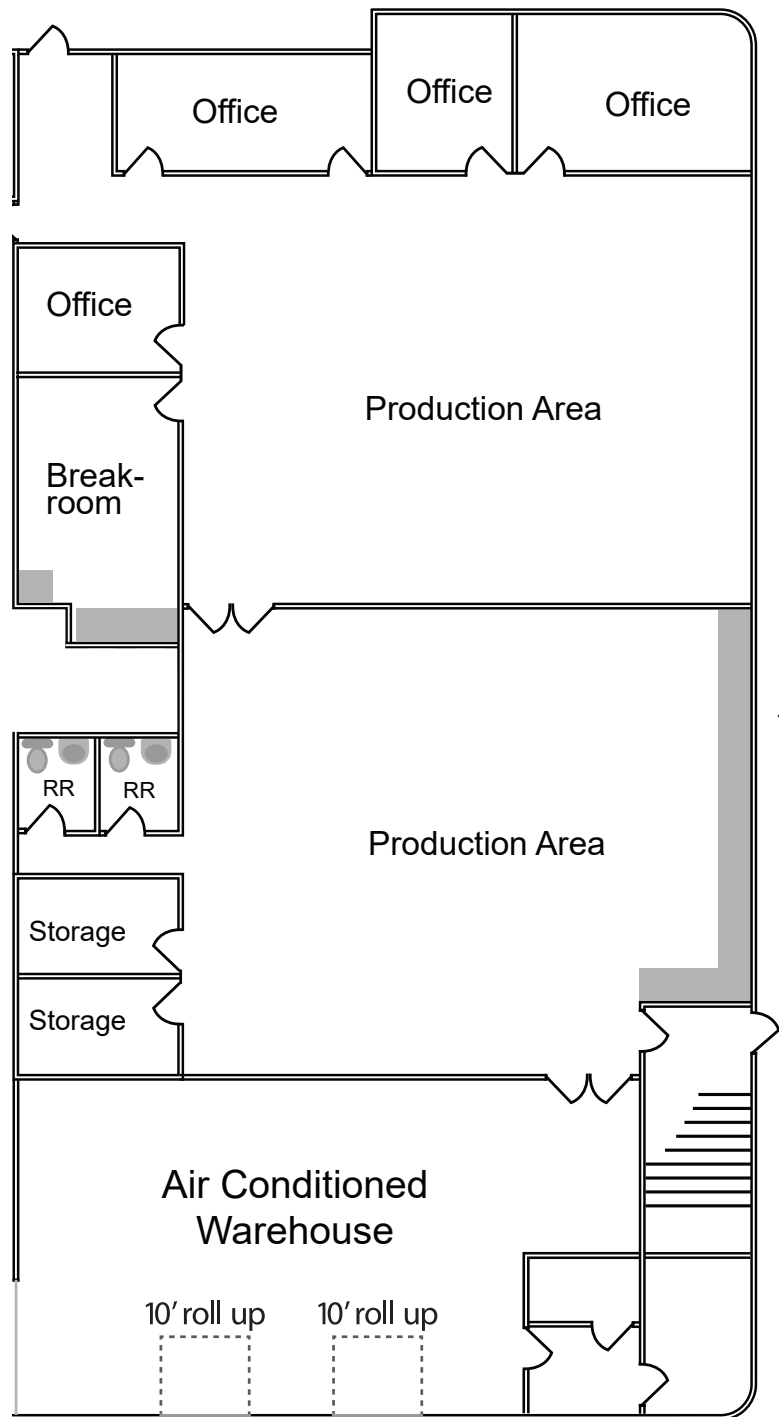 Office
Office
Office
Office
Production Area
Break-
room
RR
RR
Production Area
Storage
Storage
Air Conditioned
Warehouse
10’ roll up
10’ roll up